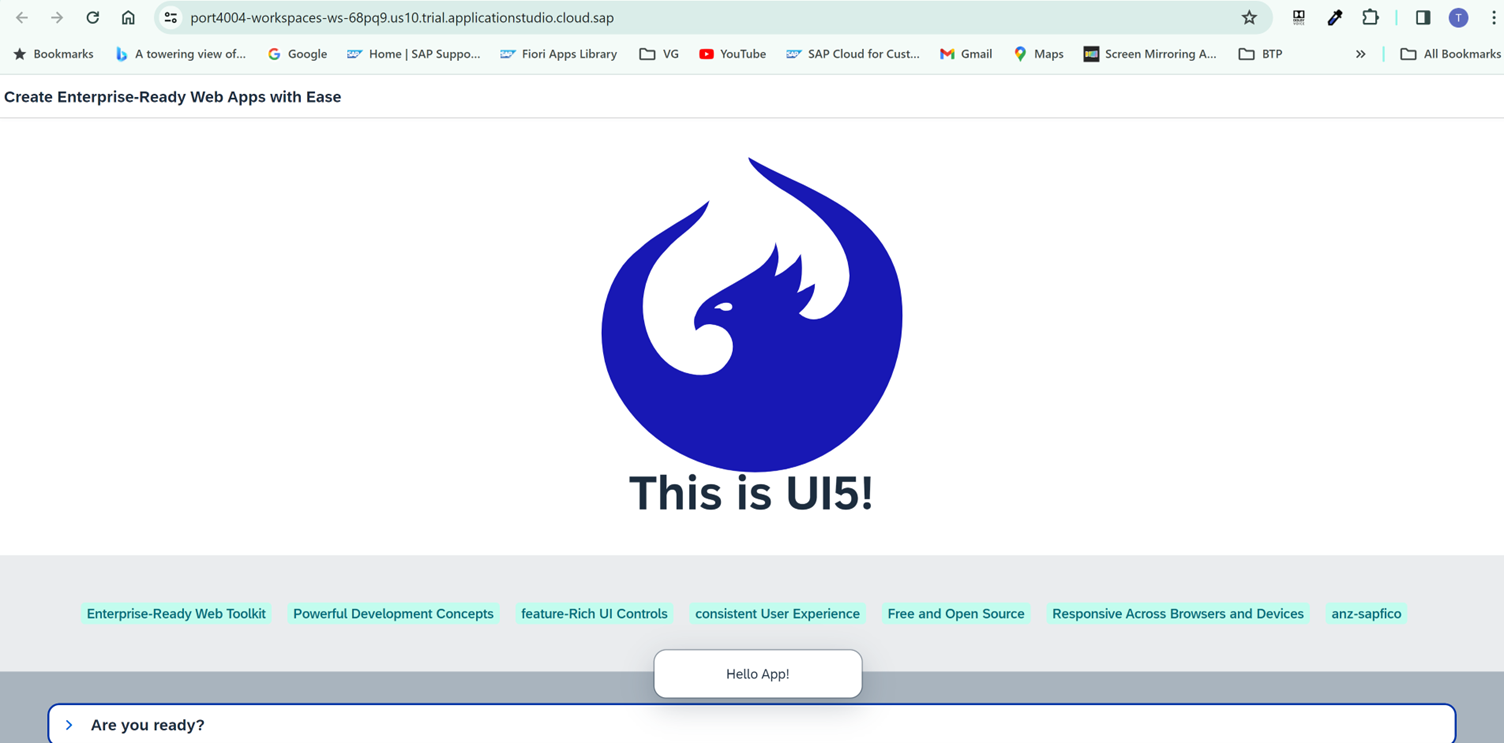 port4004-workspaces-ws-68pq9.us10.trial.applicationstudio.cloud.sap
T
Bookmarks A towering view of... Google Home | SAP Suppo... Fiori Apps Library VG YouTube SAP Cloud for Cust... Gmail Maps Screen Mirroring A... BTP » All Bookmarks
Create Enterprise-Ready Web Apps with Ease
This is UI5!
Enterprise-Ready Web Toolkit Powerful Development Concepts feature-Rich UI Controls consistent User Experience Free and Open Source Responsive Across Browsers and Devices anz-sapfico
Hello App!
Are you ready?